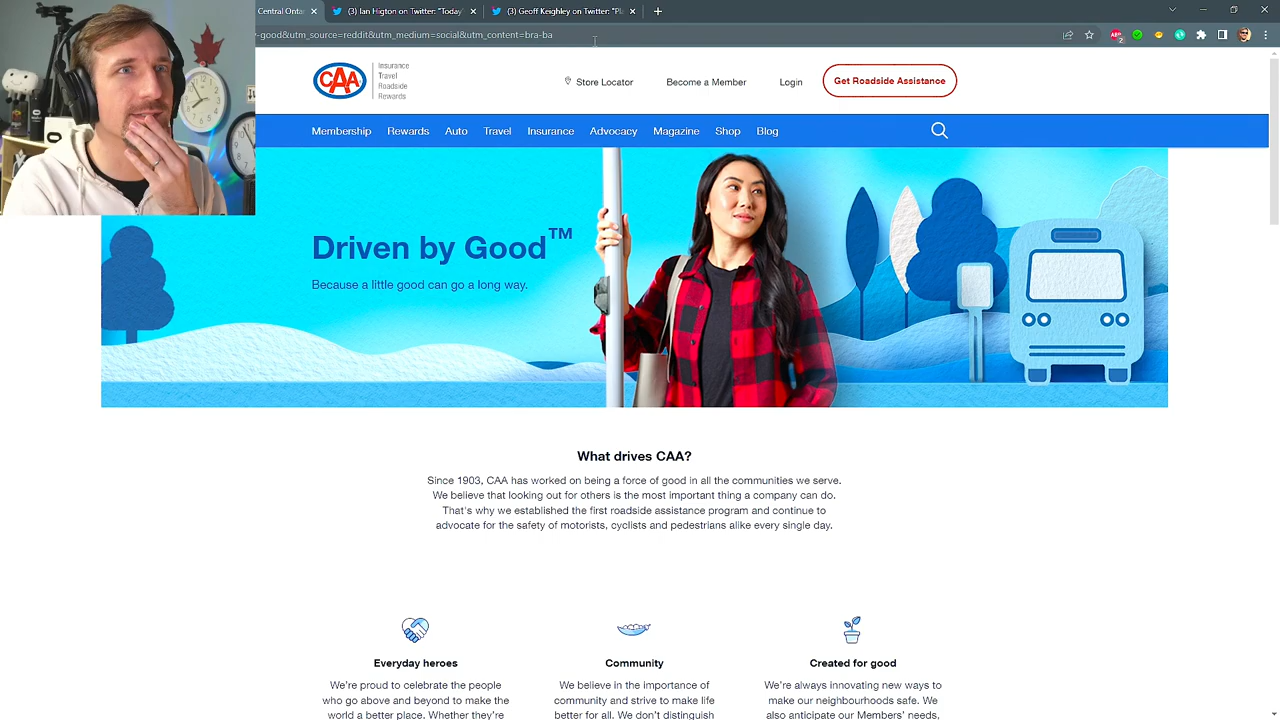 Central Ontario
(3) Ian Higton on Twitter: "Today
(3) Geoff Keighley on Twitter: "Pl
-good&utm_source=reddit&utm_medium=social&utm_content=bra-ba
CAA
Insurance
Travel
Roadside
Rewards
Store Locator
Become a Member
Login
Get Roadside Assistance
Membership Rewards Auto Travel Insurance Advocacy Magazine Shop Blog
Driven by Good™
Because a little good can go a long way.
What drives CAA?
Since 1903, CAA has worked on being a force of good in all the communities we serve.
We believe that looking out for others is the most important thing a company can do.
That's why we established the first roadside assistance program and continue to
advocate for the safety of motorists, cyclists and pedestrians alike every single day.
Everyday heroes
We're proud to celebrate the people
who go above and beyond to make the
world a better place. Whether they're
Community
We believe in the importance of
community and strive to make life
better for all. We don't distinguish
Created for good
We're always innovating new ways to
make our neighbourhoods safe. We
also anticipate our Members' needs,